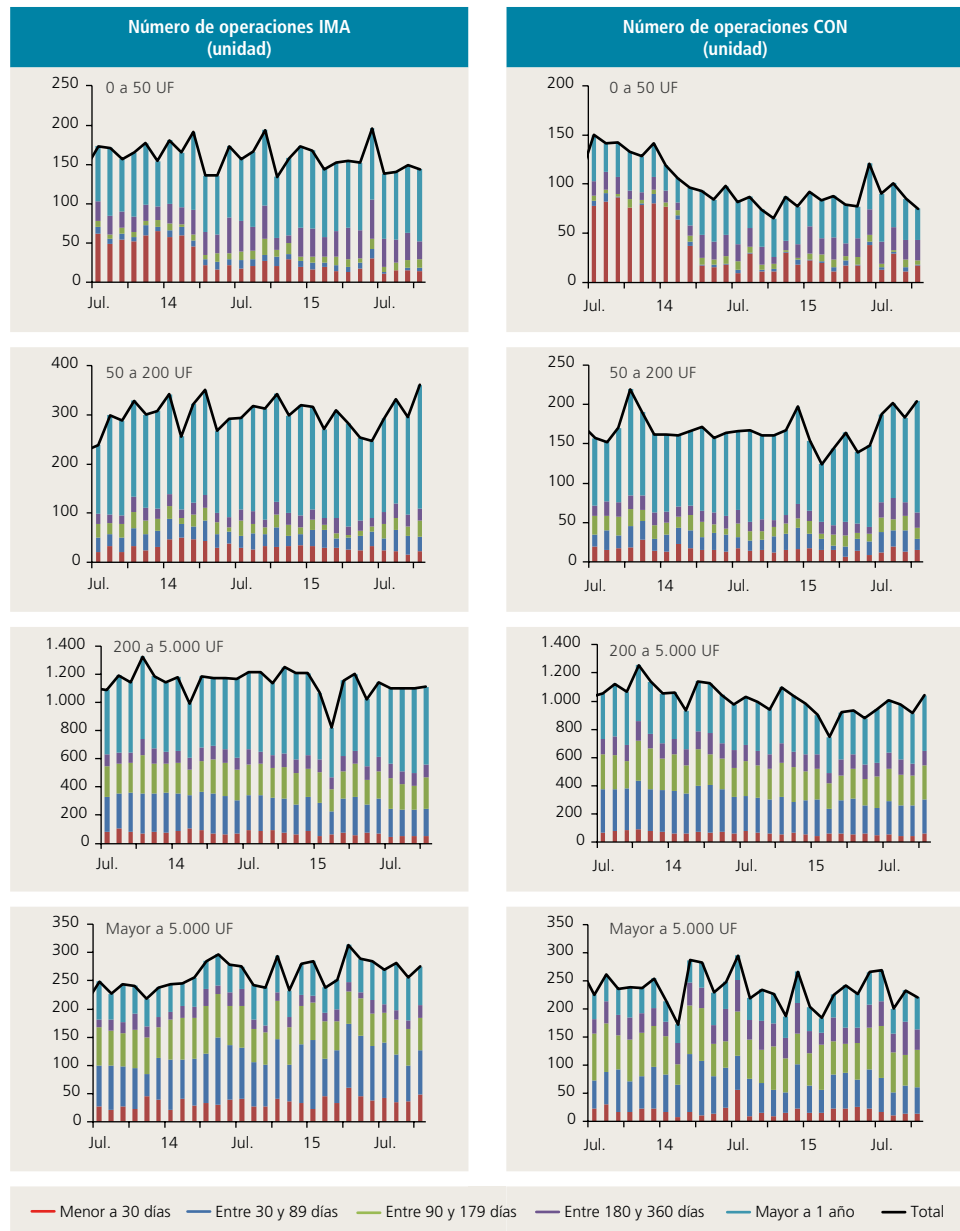 Número de operaciones IMA
(unidad)
0 a 50 UF
250
200
150
100
50
0
Jul.
14
Jul.
15
Jul.
50 a 200 UF
400
300
200
100
0
Jul.
14
Jul.
15
Jul.
200 a 5.000 UF
1.400
1.200
1.000
800
600
400
200
0
Jul.
14
Jul.
15
Jul.
Mayor a 5.000 UF
350
300
250
200
150
100
50
0
Jul.
14
Jul.
15
Jul.
Número de operaciones CON
(unidad)
0 a 50 UF
200
150
100
50
0
Jul.
14
Jul.
15
Jul.
50 a 200 UF
250
200
150
100
50
0
Jul.
14
Jul.
15
Jul.
200 a 5.000 UF
1.400
1.200
1.000
800
600
400
200
0
Jul.
14
Jul.
15
Jul.
Mayor a 5.000 UF
350
300
250
200
150
100
50
0
Jul.
14
Jul.
15
Jul.
Menor a 30 días
Entre 30 y 89 días
Entre 90 y 179 días
Entre 180 y 360 días
Mayor a 1 año
Total